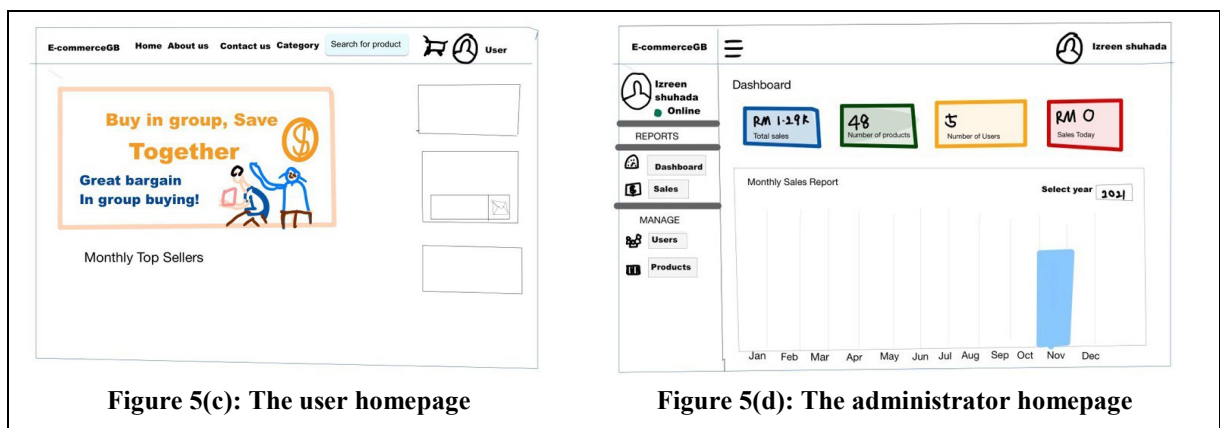 E-commerceGB Home About us Contact us Category Search for product User
Buy in group, Save
Together
Great bargain
In group buying!
Monthly Top Sellers
Figure 5(c): The user homepage
E-commerceGB Izreen shuhada
Izreen
shuhada
Online
REPORTS
Dashboard
Sales
MANAGE
Users
Products
Dashboard
RM 1.29K
Total sales
48
Number of products
5
Number of Users
RM 0
Sales Today
Monthly Sales Report
Select year 2021
Jan Feb Mar Apr May Jun Jul Aug Sep Oct Nov Dec
Figure 5(d): The administrator homepage